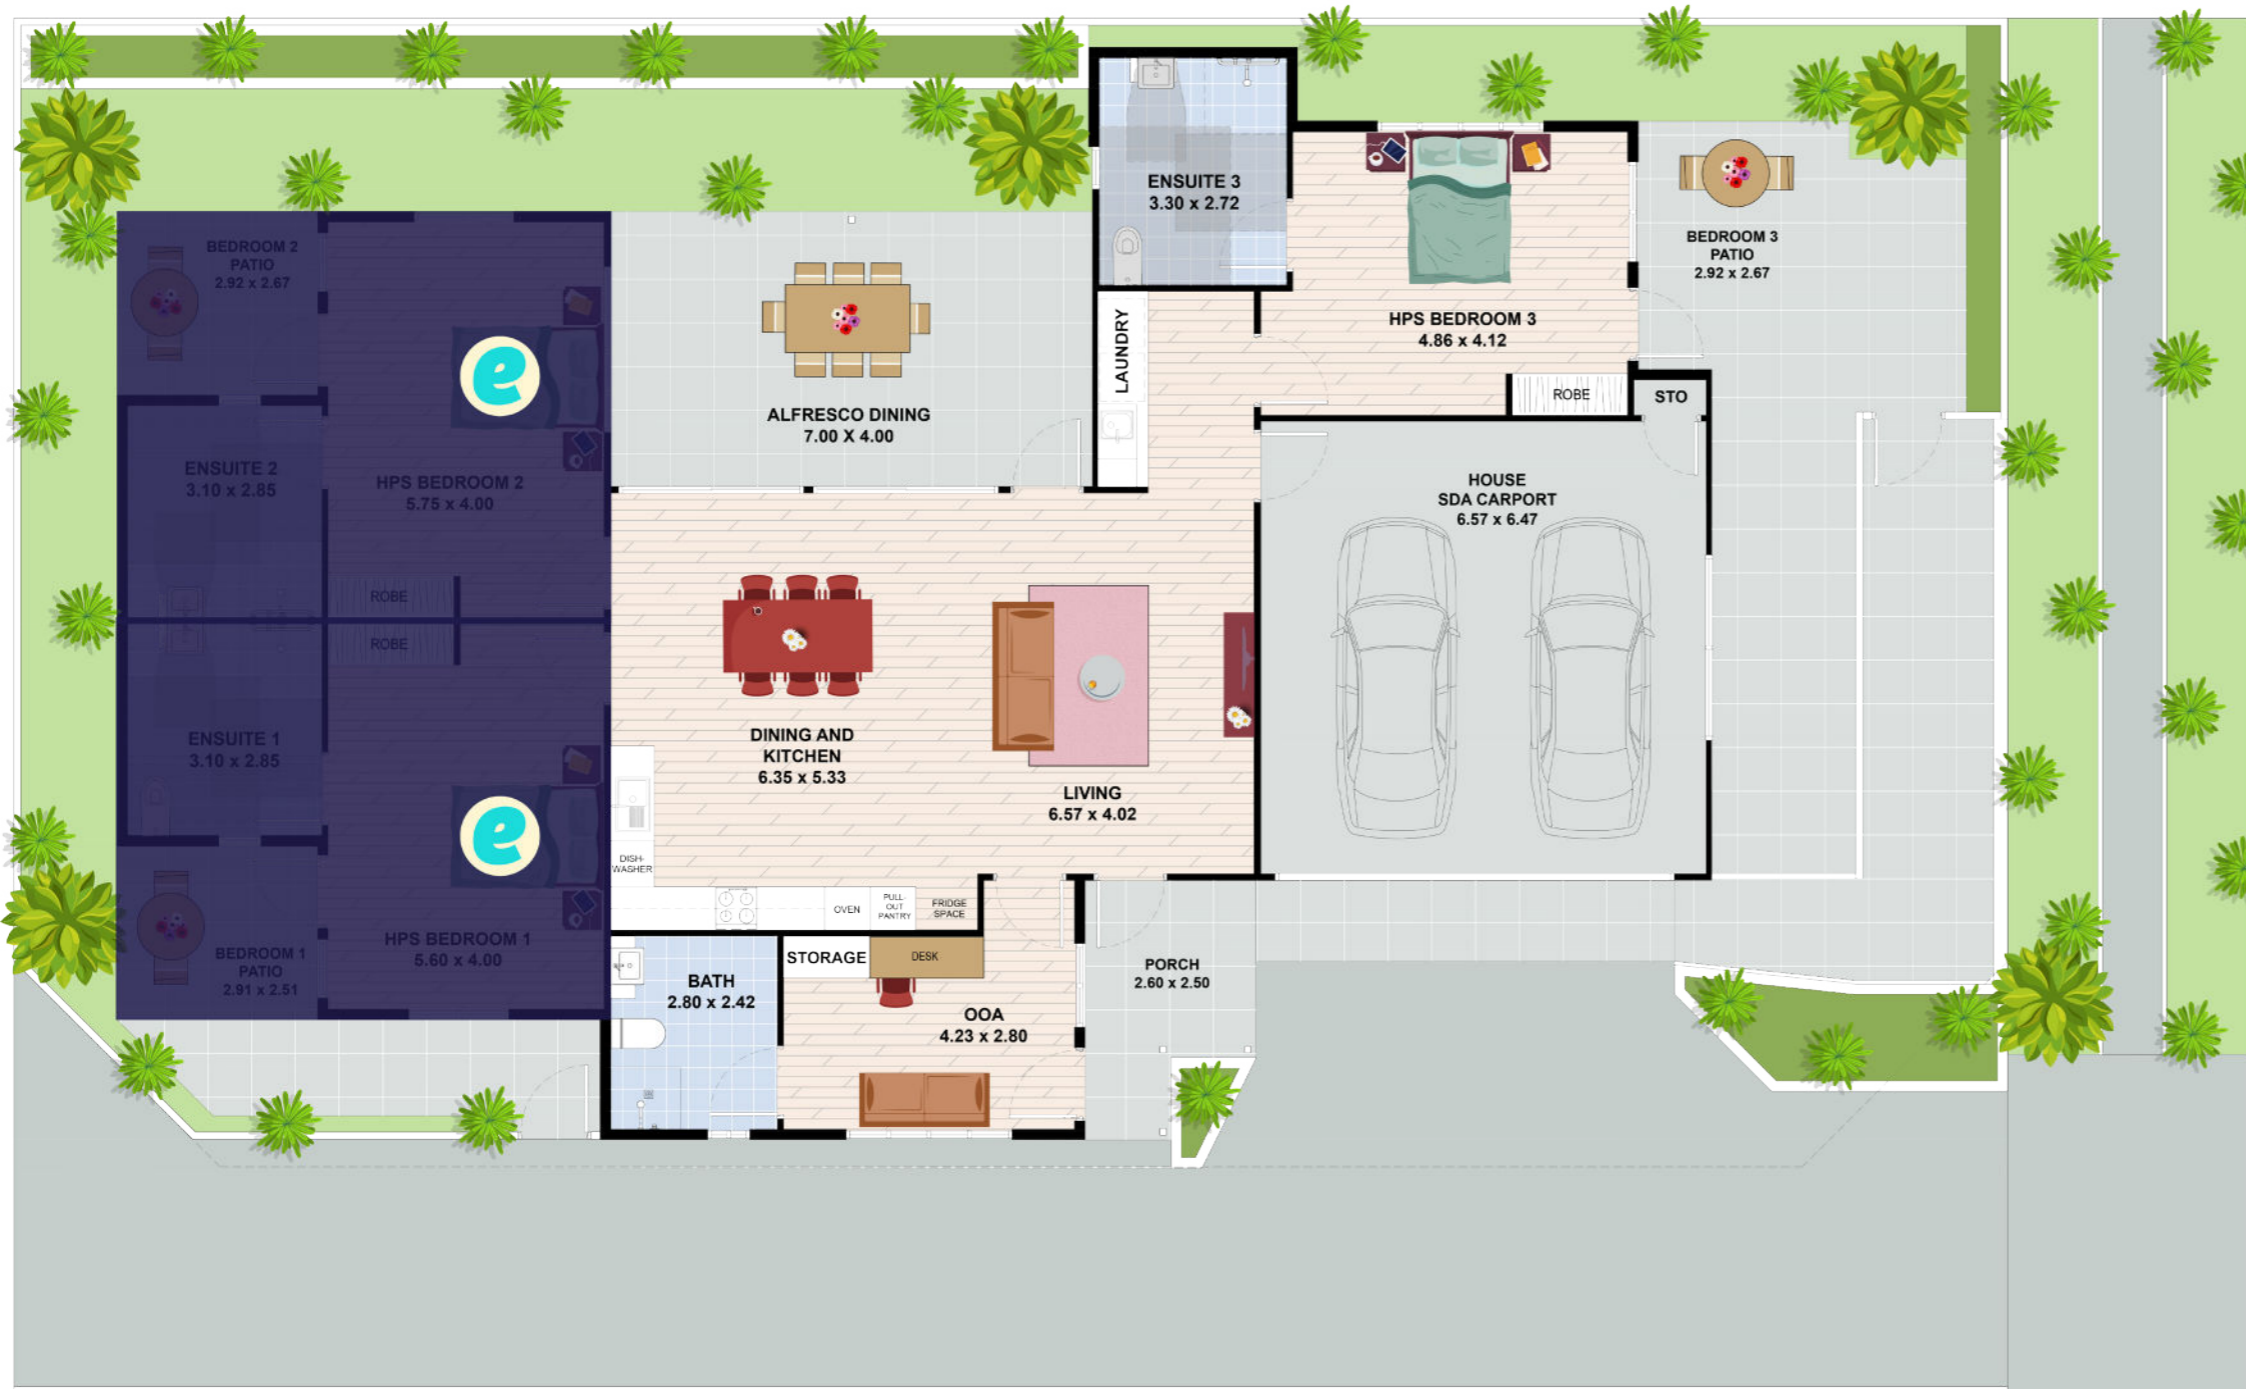 BEDROOM 2
PATIO
2.92 x 2.67
ENSUITE 2
3.10 x 2.85
HPS BEDROOM 2
5.75 x 4.00
ROBE
ROBE
ENSUITE 1
3.10 x 2.85
HPS BEDROOM 1
5.60 x 4.00
BEDROOM 1
PATIO
2.91 x 2.51
e
e
ALFRESCO DINING
7.00 X 4.00
ENSUITE 3
3.30 x 2.72
LAUNDRY
HPS BEDROOM 3
4.86 x 4.12
ROBE
STO
BEDROOM 3
PATIO
2.92 x 2.67
HOUSE
SDA CARPORT
6.57 x 6.47
DINING AND
KITCHEN
6.35 x 5.33
LIVING
6.57 x 4.02
DISH-
WASHER
OVEN
PULL-
OUT
PANTRY
FRIDGE
SPACE
BATH
2.80 x 2.42
STORAGE
DESK
OOA
4.23 x 2.80
PORCH
2.60 x 2.50